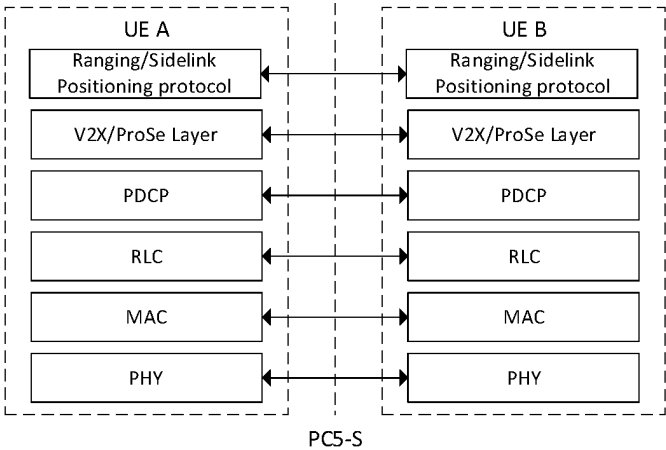 UE A
Ranging/Sidelink
Positioning protocol
V2X/ProSe Layer
PDCP
RLC
MAC
PHY
UE B
Ranging/Sidelink
Positioning protocol
V2X/ProSe Layer
PDCP
RLC
MAC
PHY
PC5-S